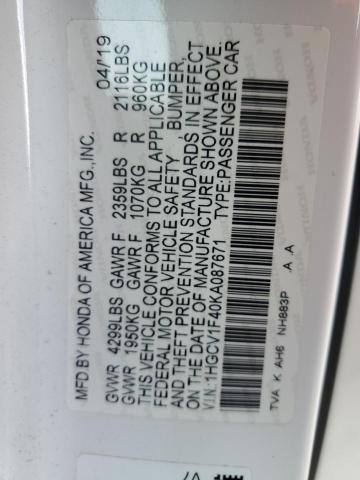 MFD BY HONDA OF AMERICA MFG.,INC. 04/19
GVWR 4299LBS GAWR F 2359LBS R 2116LBS
GVWR 1950KG GAWR F 1070KG R 960KG
THIS VEHICLE CONFORMS TO ALL APPLICABLE
FEDERAL MOTOR VEHICLE SAFETY BUMPER,
AND THEFT PREVENTION STANDARDS IN EFFECT
ON THE DATE OF MANUFACTURE SHOWN ABOVE.
V.I.N.:1HGCV1F40KA087671 TYPE:PASSENGER CAR
TVA K AH6 NH883P .A .A
HONDA HONDA